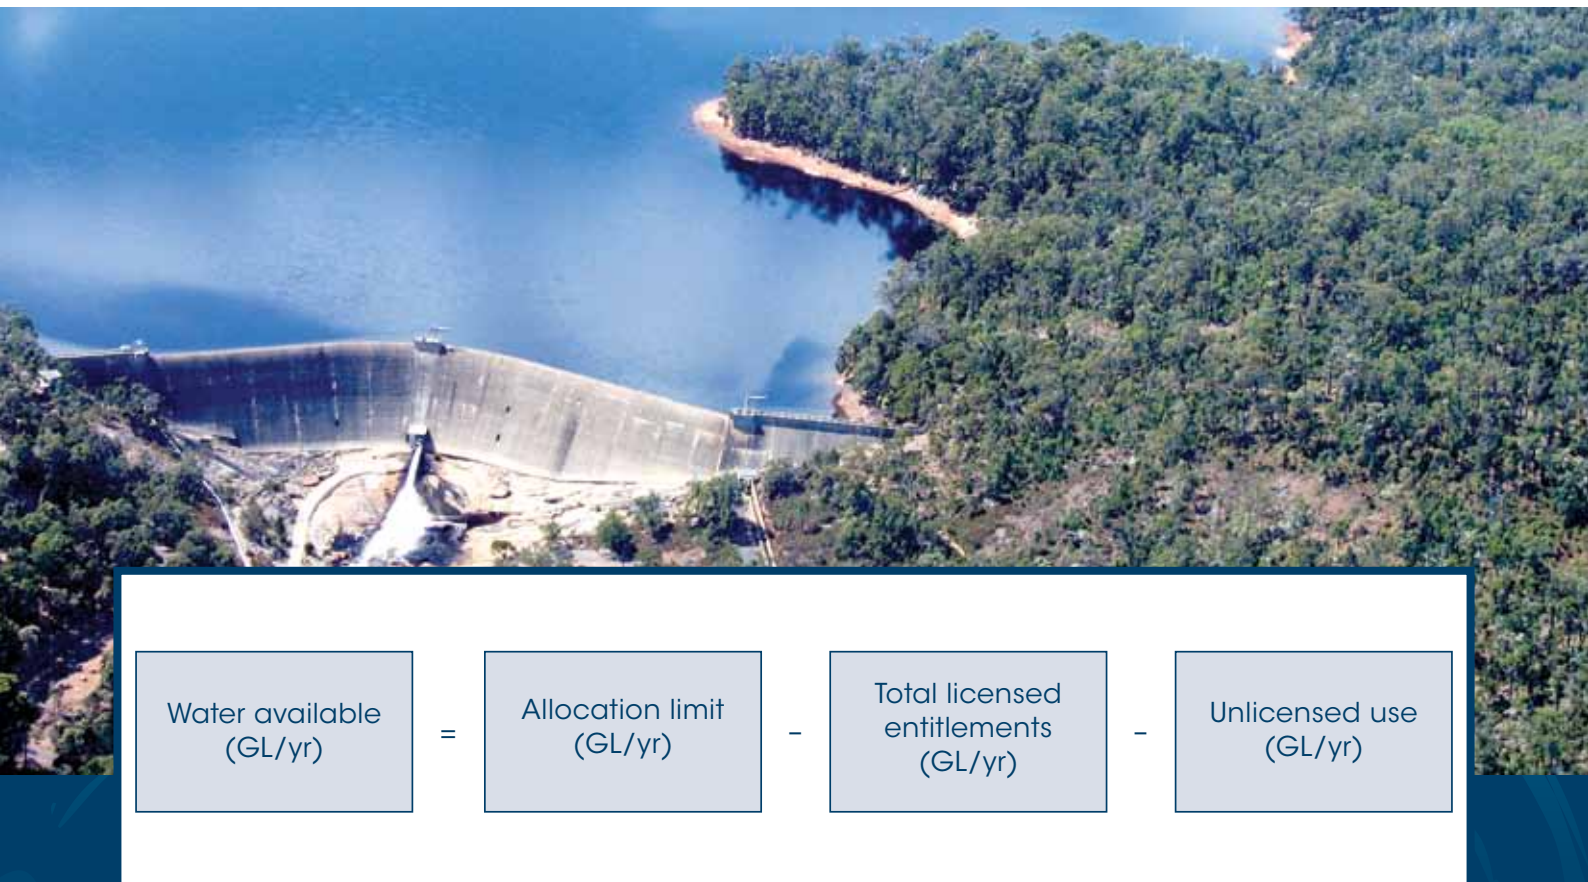 Water available
(GL/yr)
=
Allocation limit
(GL/yr)
-
Total licensed
entitlements
(GL/yr)
-
Unlicensed use
(GL/yr)